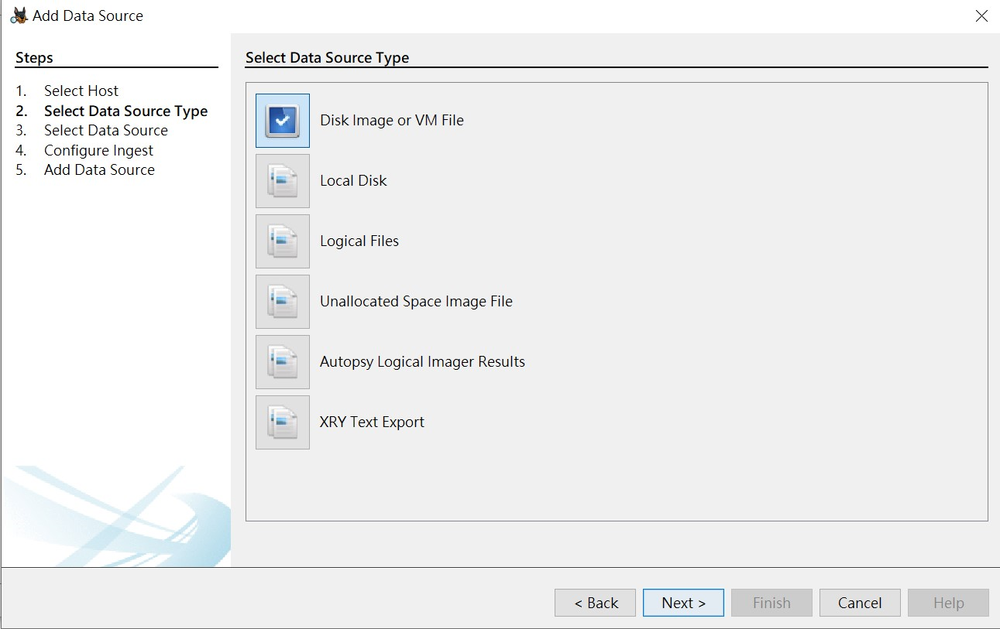 Add Data Source
Steps
1. Select Host
2. Select Data Source Type
3. Select Data Source
4. Configure Ingest
5. Add Data Source
Select Data Source Type
Disk Image or VM File
Local Disk
Logical Files
Unallocated Space Image File
Autopsy Logical Imager Results
XRY Text Export
< Back
Next >
Finish
Cancel
Help